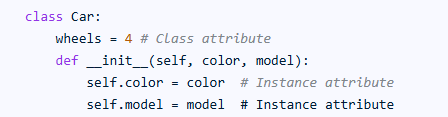 class Car:
    wheels = 4 # Class attribute
    def __init__(self, color, model):
        self.color = color  # Instance attribute
        self.model = model  # Instance attribute